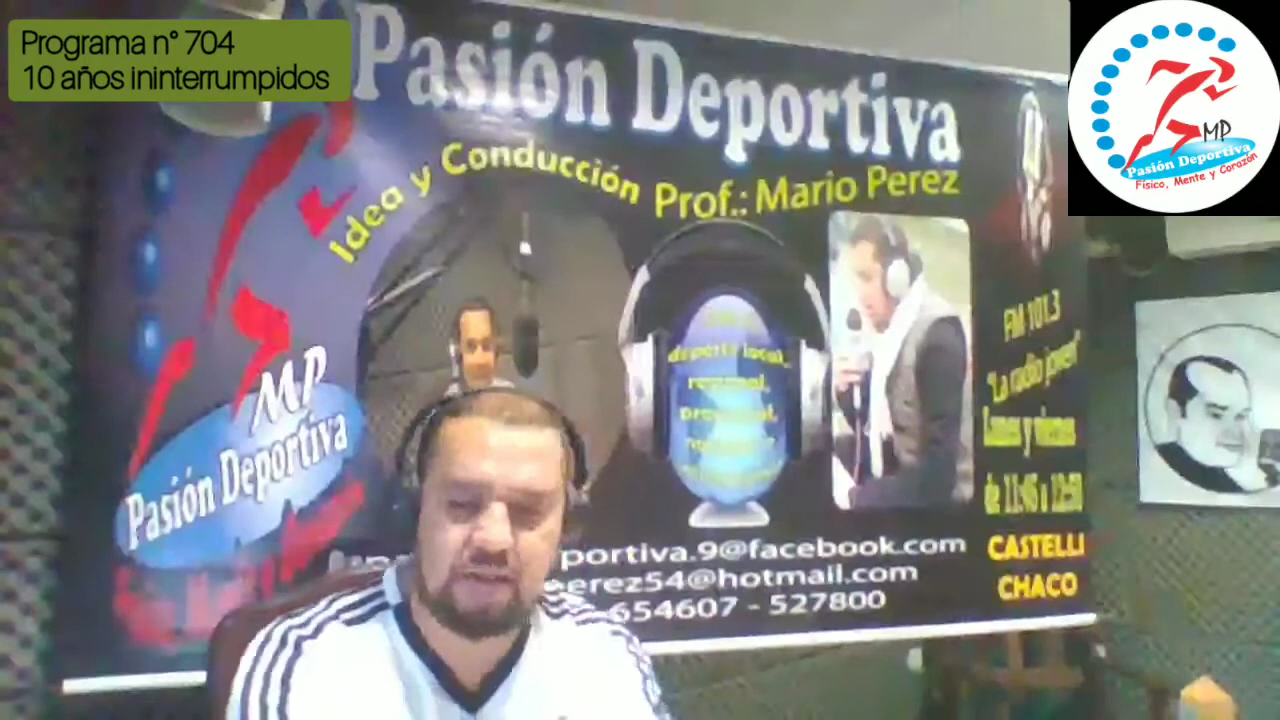 Programa n° 704
10 años ininterrumpidos
Pasión Deportiva
Idea y Conducción Prof.: Mario Perez
MP
Pasión Deportiva
Físico, Mente y Corazón
MP
Pasión Deportiva
deporte local,
regional,
provincial,
FM 101.3
"La radio joven"
Lunes y viernes
de 11:45 a 12:50
CASTELLI
CHACO
portiva.9@facebook.com
perez54@hotmail.com
654607 - 527800